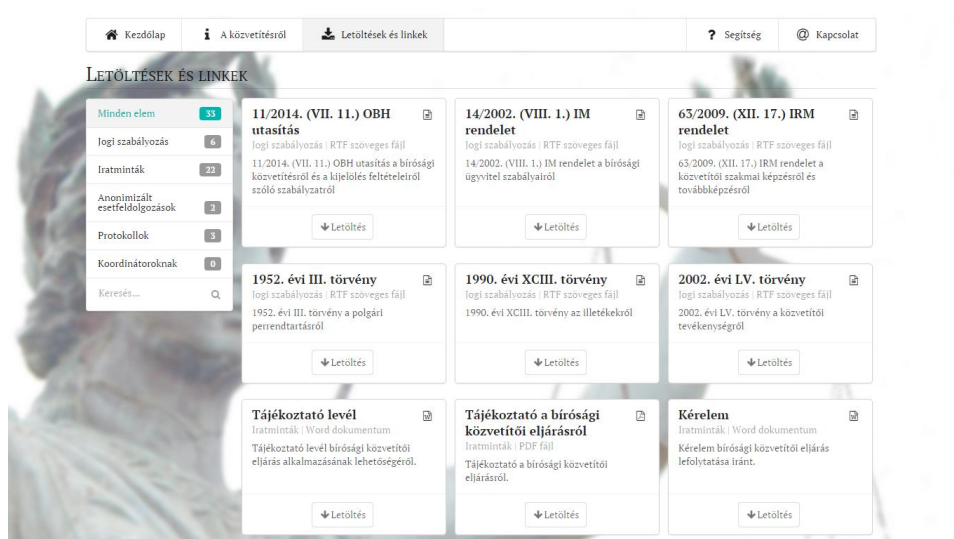 Kezdőlap
A közvetítésről
Letöltések és linkek
Segítség
Kapcsolat
Letöltések és linkek
Minden elem 33
Jogi szabályozás 6
Iratminták 22
Anonimizált
esetfeldolgozások 2
Protokollok 3
Koordinátoroknak 0
Keresés...
11/2014. (VII. 11.) OBH
utasítás
Jogi szabályozás | RTF szöveges fájl
11/2014. (VII. 11.) OBH utasítás a bírósági
közvetítésről és a kijelölés feltételeiről
szóló szabályzatról
Letöltés
14/2002. (VIII. 1.) IM
rendelet
Jogi szabályozás | RTF szöveges fájl
14/2002. (VIII. 1.) IM rendelet a bírósági
ügyvitel szabályairól
Letöltés
63/2009. (XII. 17.) IRM
rendelet
Jogi szabályozás | RTF szöveges fájl
63/2009. (XII. 17.) IRM rendelet a
közvetítői szakmai képzésről és
továbbképzésről
Letöltés
1952. évi III. törvény
Jogi szabályozás | RTF szöveges fájl
1952. évi III. törvény a polgári
perrendtartásról
Letöltés
1990. évi XCIII. törvény
Jogi szabályozás | RTF szöveges fájl
1990. évi XCIII. törvény az illetékekről
Letöltés
2002. évi LV. törvény
Jogi szabályozás | RTF szöveges fájl
2002. évi LV. törvény a közvetítői
tevékenységről
Letöltés
Tájékoztató levél
Iratminták | Word dokumentum
Tájékoztató levél bírósági közvetítői
eljárás alkalmazásának lehetőségéről.
Letöltés
Tájékoztató a bírósági
közvetítői eljárásról
Iratminták | PDF fájl
Tájékoztató a bírósági közvetítői
eljárásról.
Letöltés
Kérelem
Iratminták | Word dokumentum
Kérelem bírósági közvetítői eljárás
lefolytatása iránt.
Letöltés